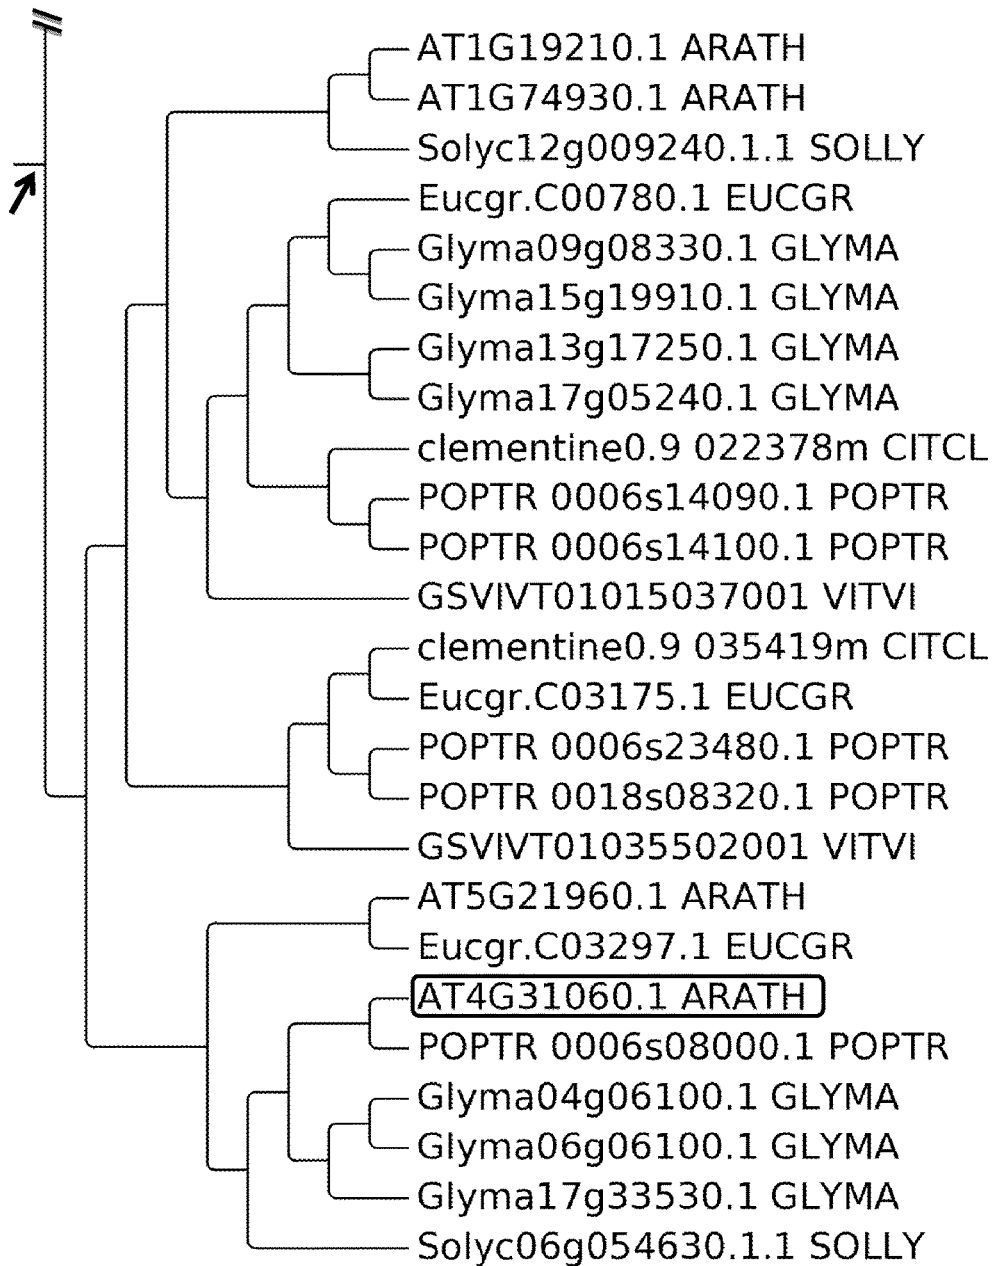 AT1G19210.1 ARATH
AT1G74930.1 ARATH
Solyc12g009240.1.1 SOLLY
Eucgr.C00780.1 EUCGR
Glyma09g08330.1 GLYMA
Glyma15g19910.1 GLYMA
Glyma13g17250.1 GLYMA
Glyma17g05240.1 GLYMA
clementine0.9 022378m CITCL
POPTR 0006s14090.1 POPTR
POPTR 0006s14100.1 POPTR
GSVIVT01015037001 VITVI
clementine0.9 035419m CITCL
Eucgr.C03175.1 EUCGR
POPTR 0006s23480.1 POPTR
POPTR 0018s08320.1 POPTR
GSVIVT01035502001 VITVI
AT5G21960.1 ARATH
Eucgr.C03297.1 EUCGR
AT4G31060.1 ARATH
POPTR 0006s08000.1 POPTR
Glyma04g06100.1 GLYMA
Glyma06g06100.1 GLYMA
Glyma17g33530.1 GLYMA
Solyc06g054630.1.1 SOLLY